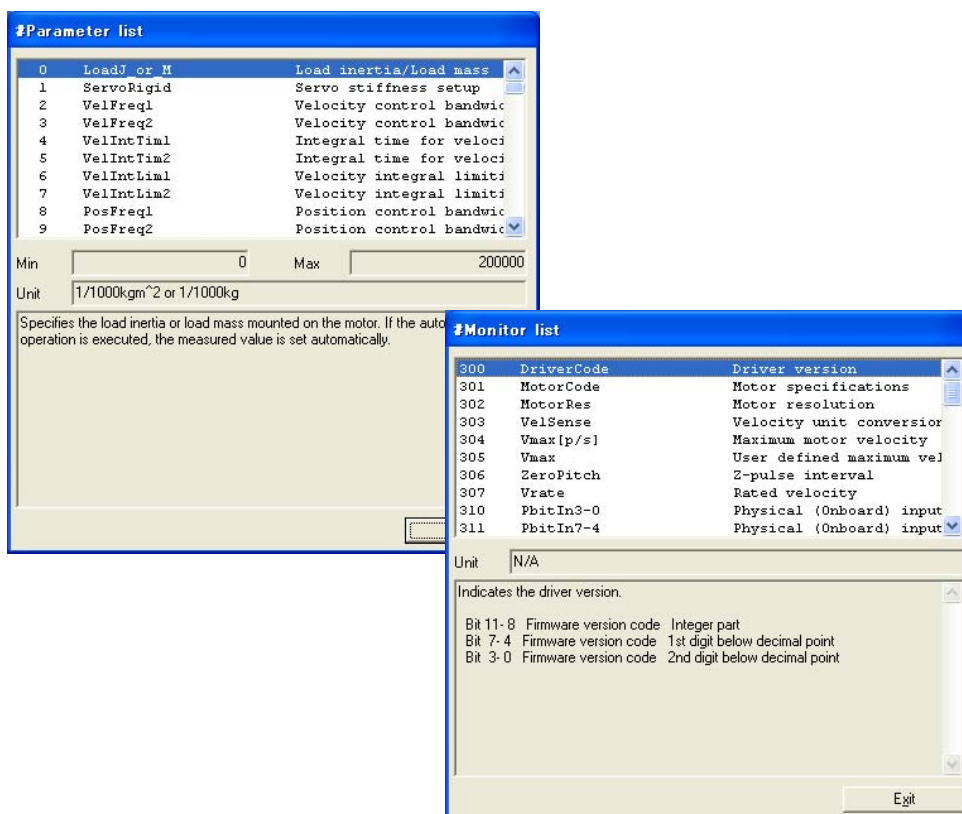 #Parameter list
0 LoadJ_or_M Load inertia/Load mass
1 ServoRigid Servo stiffness setup
2 VelFreq1 Velocity control bandwid
3 VelFreq2 Velocity control bandwid
4 VelIntTim1 Integral time for veloci
5 VelIntTim2 Integral time for veloci
6 VelIntLim1 Velocity integral limiti
7 VelIntLim2 Velocity integral limiti
8 PosFreq1 Position control bandwid
9 PosFreq2 Position control bandwid
Min 0 Max 200000
Unit 1/1000kgm^2 or 1/1000kg
Specifies the load inertia or load mass mounted on the motor. If the auto
operation is executed, the measured value is set automatically.
#Monitor list
300 DriverCode Driver version
301 MotorCode Motor specifications
302 MotorRes Motor resolution
303 VelSense Velocity unit conversion
304 Vmax[p/s] Maximum motor velocity
305 Vmax User defined maximum vel
306 ZeroPitch Z-pulse interval
307 Vrate Rated velocity
310 PbitIn3-0 Physical (Onboard) input
311 PbitIn7-4 Physical (Onboard) input
Unit N/A
Indicates the driver version.
Bit 11- 8 Firmware version code Integer part
Bit 7- 4 Firmware version code 1st digit below decimal point
Bit 3- 0 Firmware version code 2nd digit below decimal point
Exit